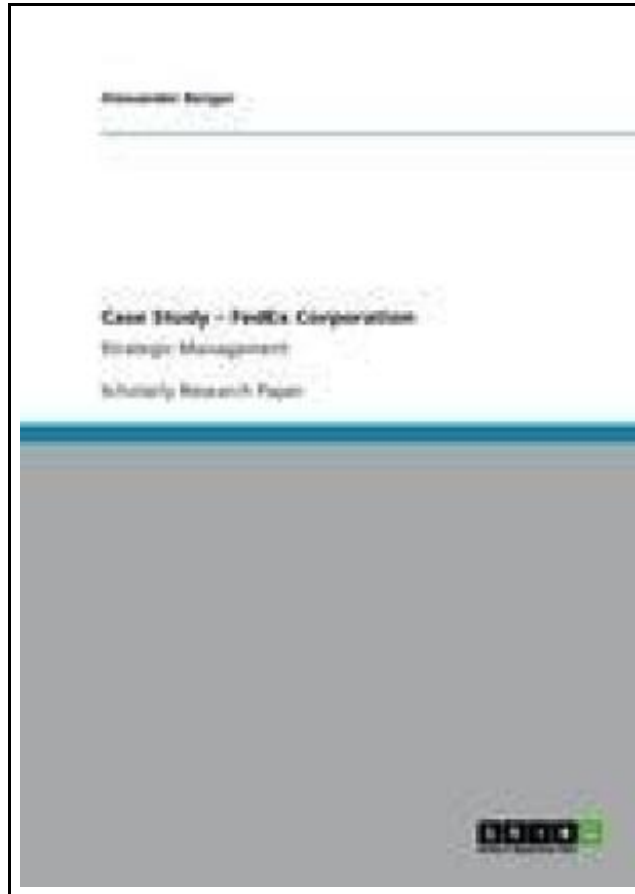 Alexander Berger
Case Study - FedEx Corporation
Strategic Management
Scholarly Research Paper